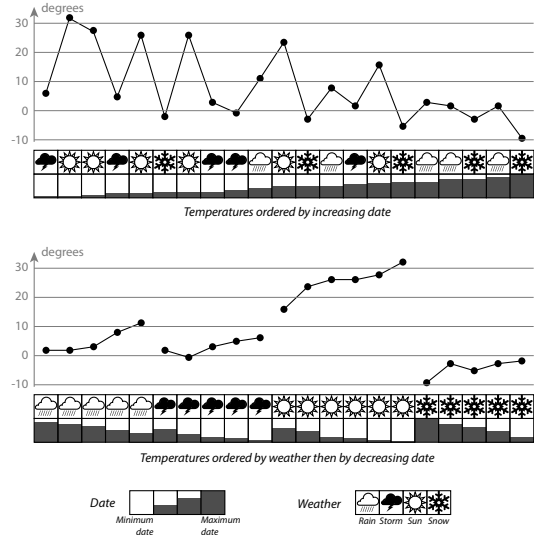 degrees
30
20
10
0
-10
Temperatures ordered by increasing date
degrees
30
20
10
0
-10
Temperatures ordered by weather then by decreasing date
Date
Minimum date
Maximum date
Weather
Rain Storm Sun Snow